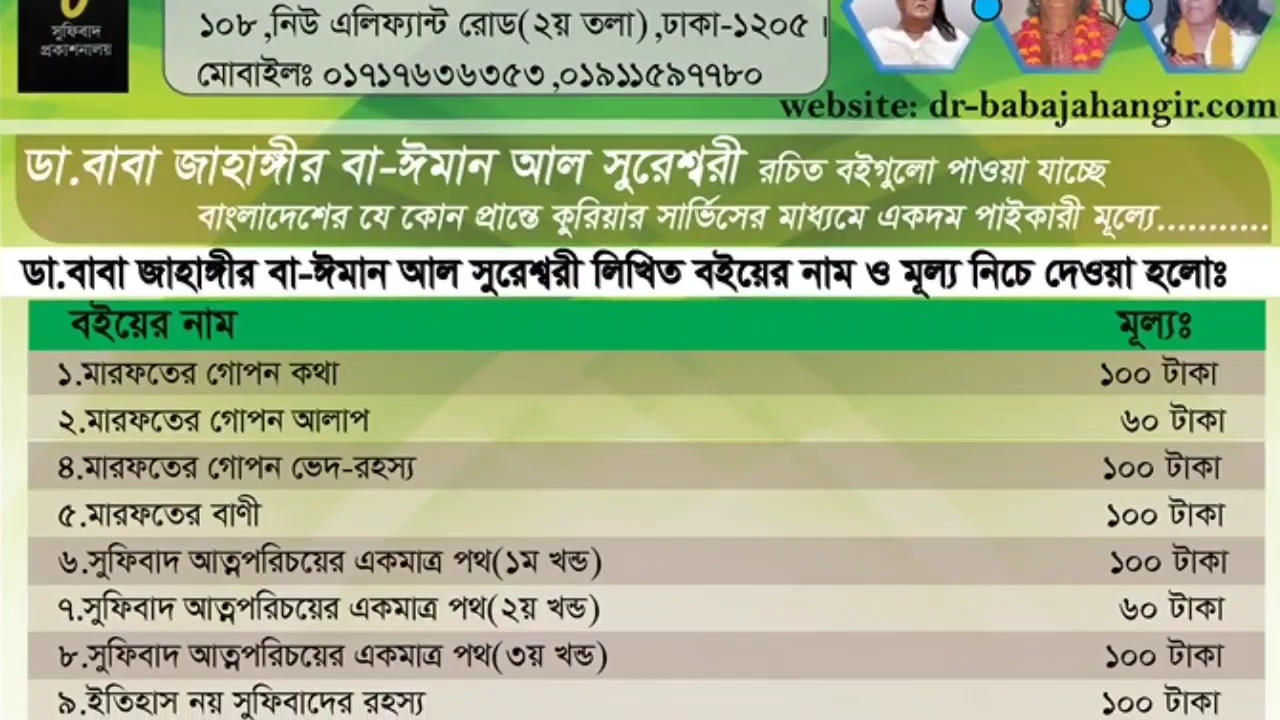 সুফিবাদ
প্রকাশনালয়
১০৮ ,নিউ এলিফ্যান্ট রোড(২য় তলা) ,ঢাকা-১২০৫ ।
মোবাইলঃ ০১৭১৭৬৩৬৩৫৩ ,০১৯১১৫৯৭৭৮০
website: dr-babajahangir.com
ডা.বাবা জাহাঙ্গীর বা-ঈমান আল সুরেশ্বরী রচিত বইগুলো পাওয়া যাচ্ছে
বাংলাদেশের যে কোন প্রান্তে কুরিয়ার সার্ভিসের মাধ্যমে একদম পাইকারী মূল্যে...........
ডা.বাবা জাহাঙ্গীর বা-ঈমান আল সুরেশ্বরী লিখিত বইয়ের নাম ও মূল্য নিচে দেওয়া হলোঃ
বইয়ের নাম মূল্যঃ
১.মারফতের গোপন কথা ১০০ টাকা
২.মারফতের গোপন আলাপ ৬০ টাকা
৪.মারফতের গোপন ভেদ-রহস্য ১০০ টাকা
৫.মারফতের বাণী ১০০ টাকা
৬.সুফিবাদ আত্নপরিচয়ের একমাত্র পথ(১ম খন্ড) ১০০ টাকা
৭.সুফিবাদ আত্নপরিচয়ের একমাত্র পথ(২য় খন্ড) ৬০ টাকা
৮.সুফিবাদ আত্নপরিচয়ের একমাত্র পথ(৩য় খন্ড) ১০০ টাকা
৯.ইতিহাস নয় সুফিবাদের রহস্য ১০০ টাকা